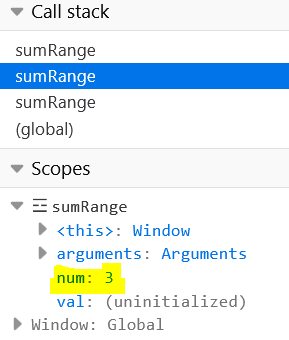 Call stack
sumRange
sumRange
sumRange
(global)
Scopes
sumRange
<this>: Window
arguments: Arguments
num: 3
val: (uninitialized)
Window: Global